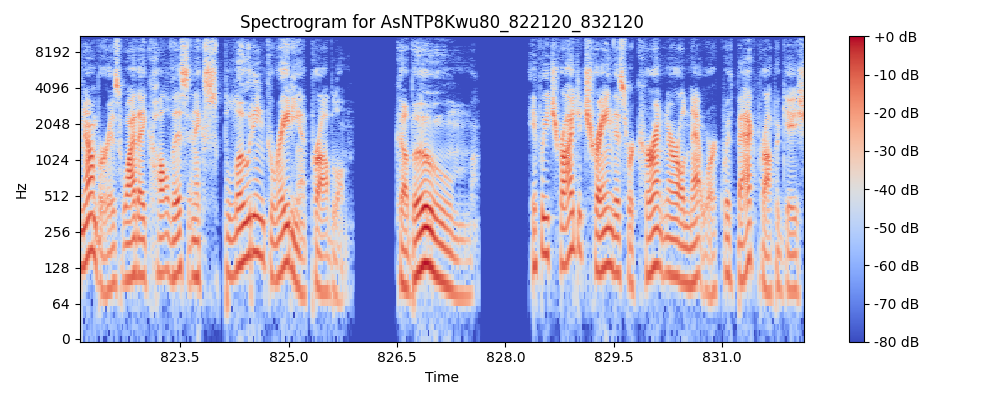 Spectrogram for AsNTP8Kwu80_822120_832120
8192
4096
2048
1024
512
256
128
64
0
Hz
823.5 825.0 826.5 828.0 829.5 831.0
Time
+0 dB
-10 dB
-20 dB
-30 dB
-40 dB
-50 dB
-60 dB
-70 dB
-80 dB